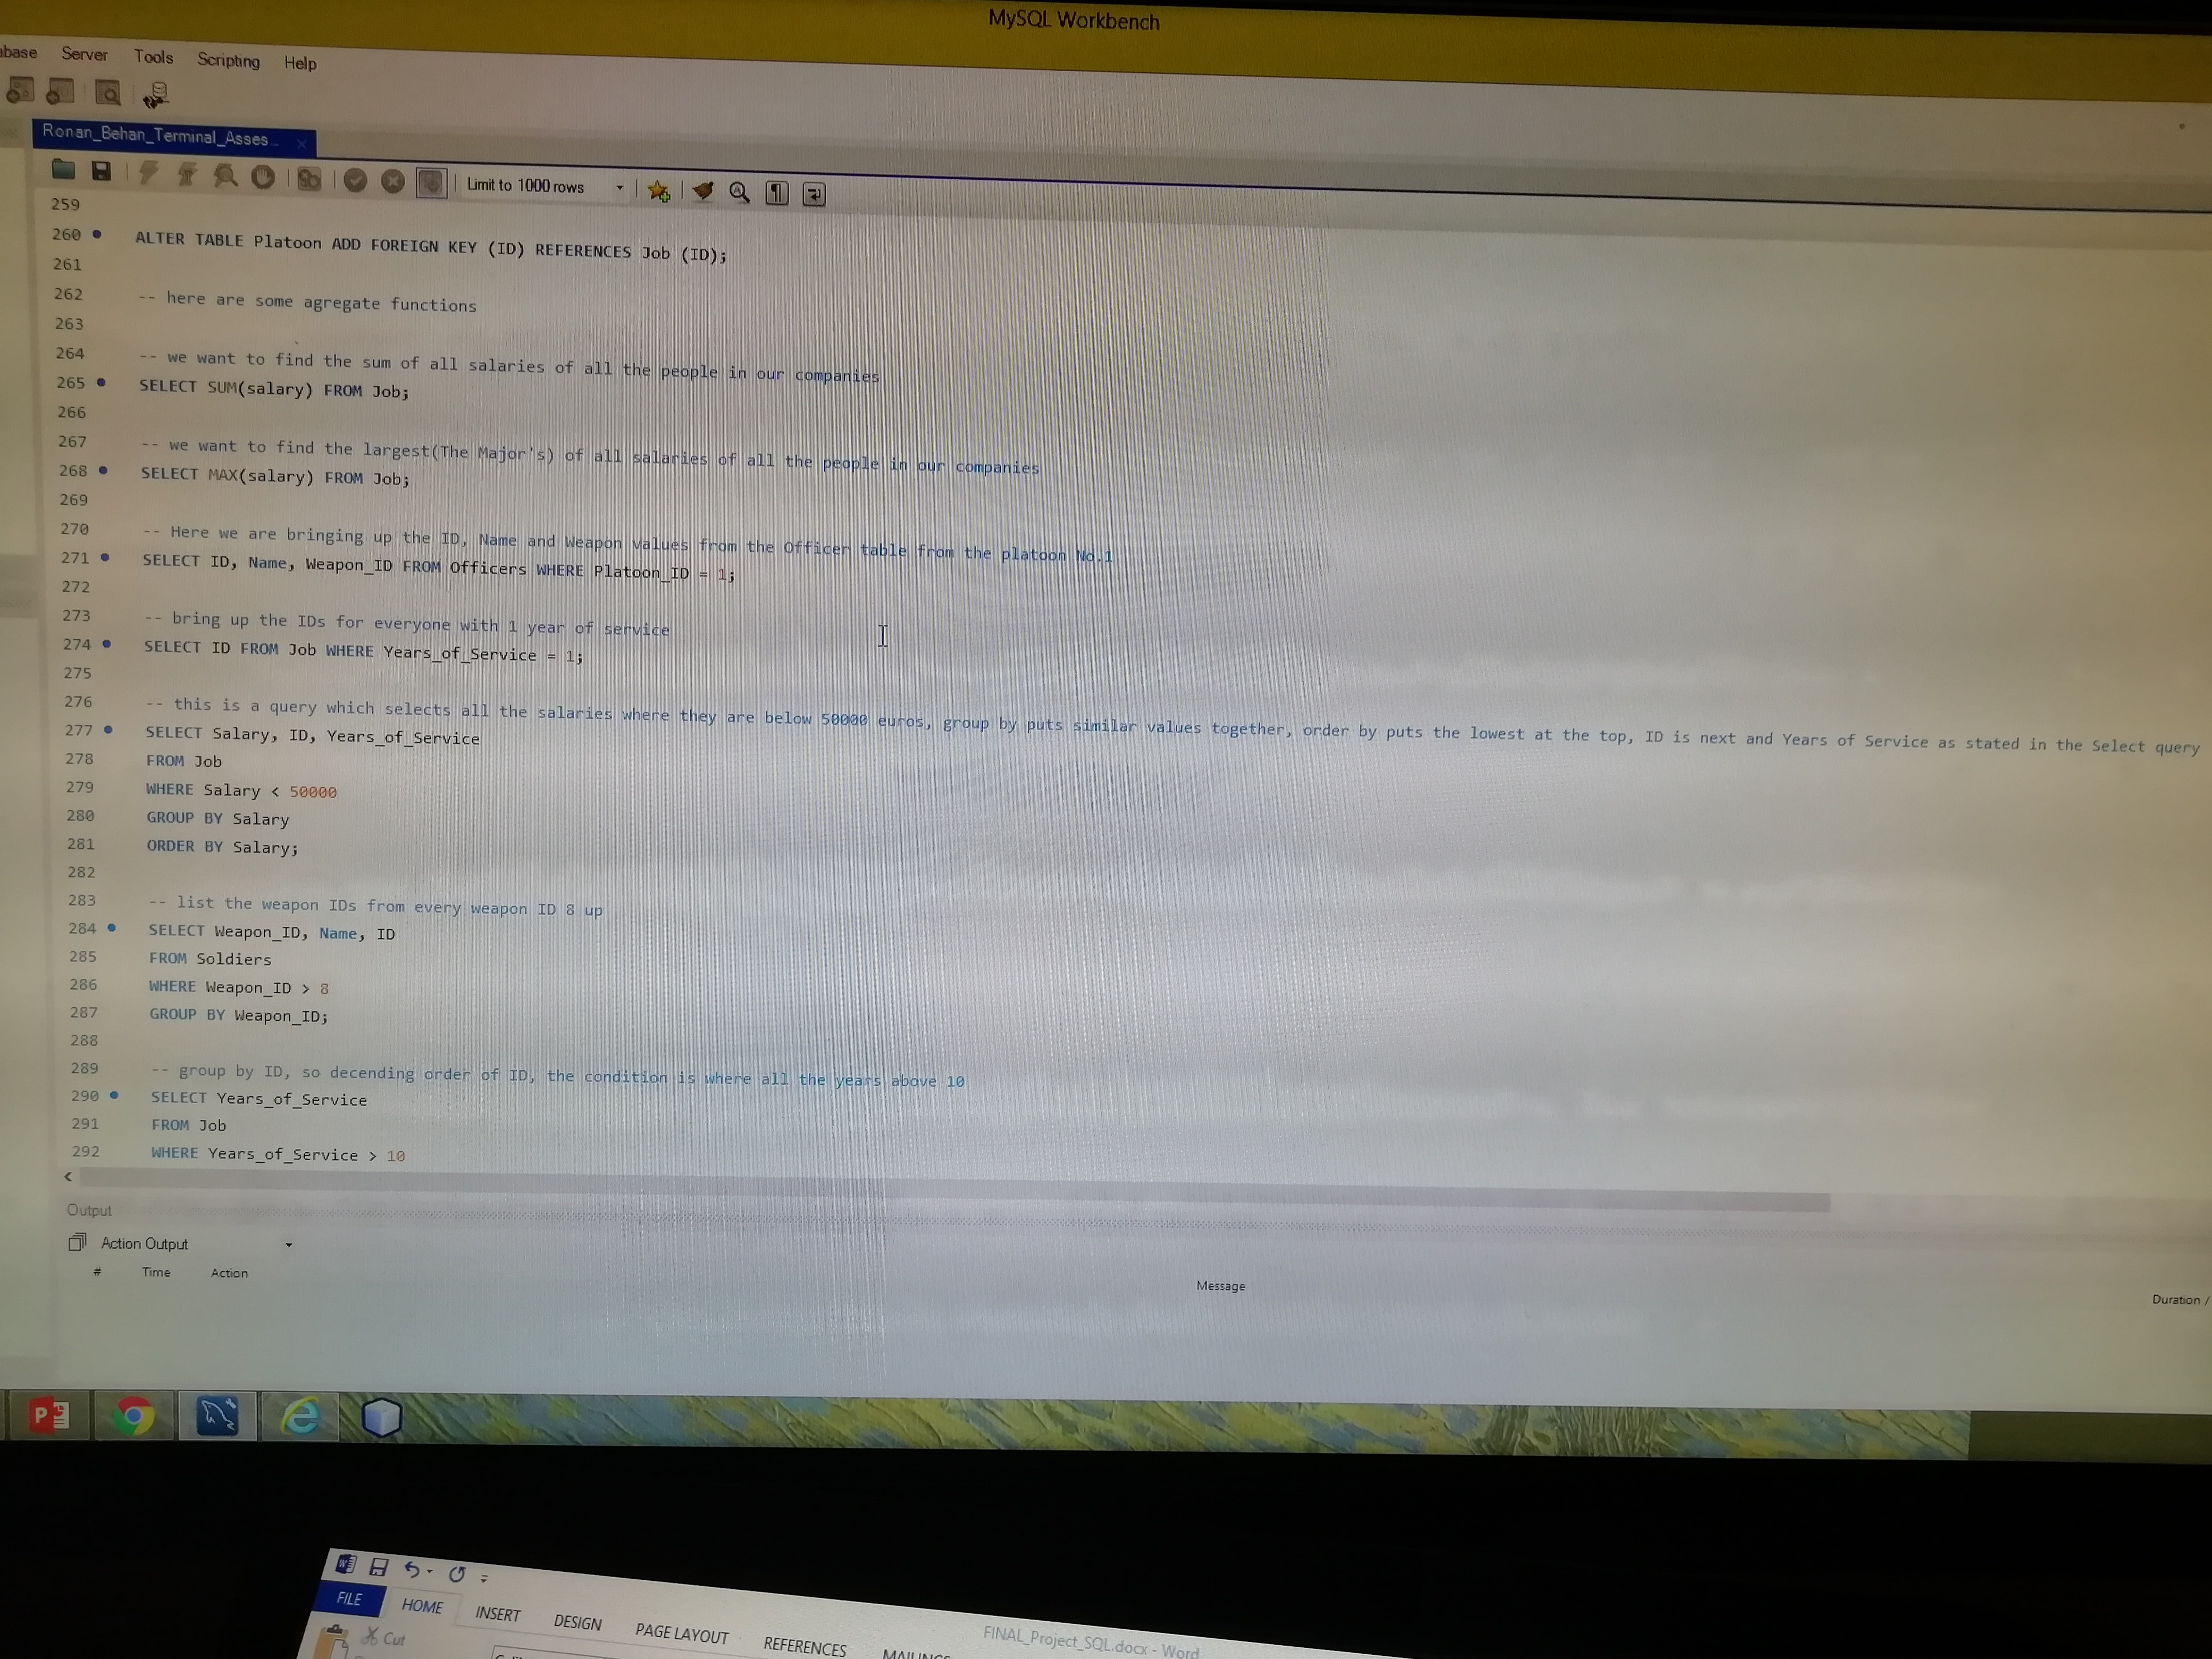 MySQL Workbench
abase Server Tools Scripting Help
Ronan_Behan_Terminal_Asses...
Limit to 1000 rows
259
260 ALTER TABLE Platoon ADD FOREIGN KEY (ID) REFERENCES Job (ID);
261
262 -- here are some agregate functions
263
264 -- we want to find the sum of all salaries of all the people in our companies
265 SELECT SUM(salary) FROM Job;
266
267 -- we want to find the largest(The Major's) of all salaries of all the people in our companies
268 SELECT MAX(salary) FROM Job;
269
270 -- Here we are bringing up the ID, Name and Weapon values from the Officer table from the platoon No.1
271 SELECT ID, Name, Weapon_ID FROM Officers WHERE Platoon_ID = 1;
272
273 -- bring up the IDs for everyone with 1 year of service
274 SELECT ID FROM Job WHERE Years_of_Service = 1;
275
276 -- this is a query which selects all the salaries where they are below 50000 euros, group by puts similar values together, order by puts the lowest at the top, ID is next and Years of Service as stated in the Select query
277 SELECT Salary, ID, Years_of_Service
278 FROM Job
279 WHERE Salary < 50000
280 GROUP BY Salary
281 ORDER BY Salary;
282
283 -- list the weapon IDs from every weapon ID 8 up
284 SELECT Weapon_ID, Name, ID
285 FROM Soldiers
286 WHERE Weapon_ID > 8
287 GROUP BY Weapon_ID;
288
289 -- group by ID, so decending order of ID, the condition is where all the years above 10
290 SELECT Years_of_Service
291 FROM Job
292 WHERE Years_of_Service > 10
Output
Action Output
# Time Action Message Duration /
FILE HOME INSERT DESIGN PAGE LAYOUT REFERENCES MAILINGS
FINAL_Project_SQL.docx - Word
Cut